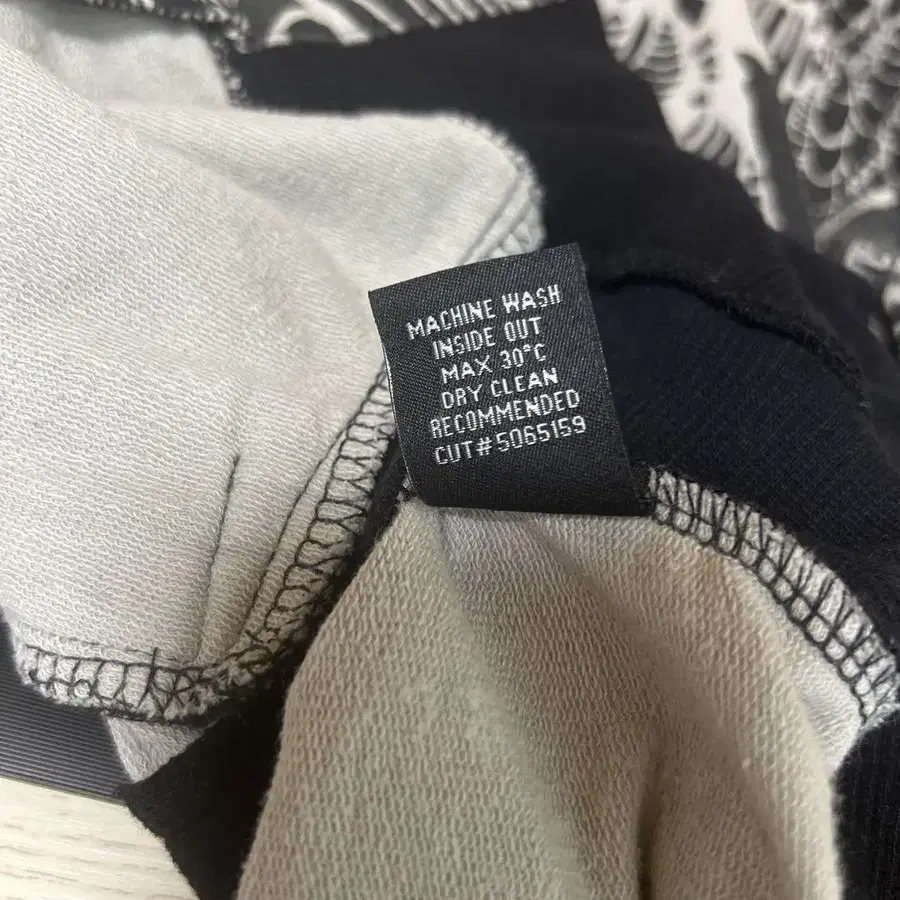 MACHINE WASH
INSIDE OUT
MAX 30°C
DRY CLEAN
RECOMMENDED
CUT#5065159